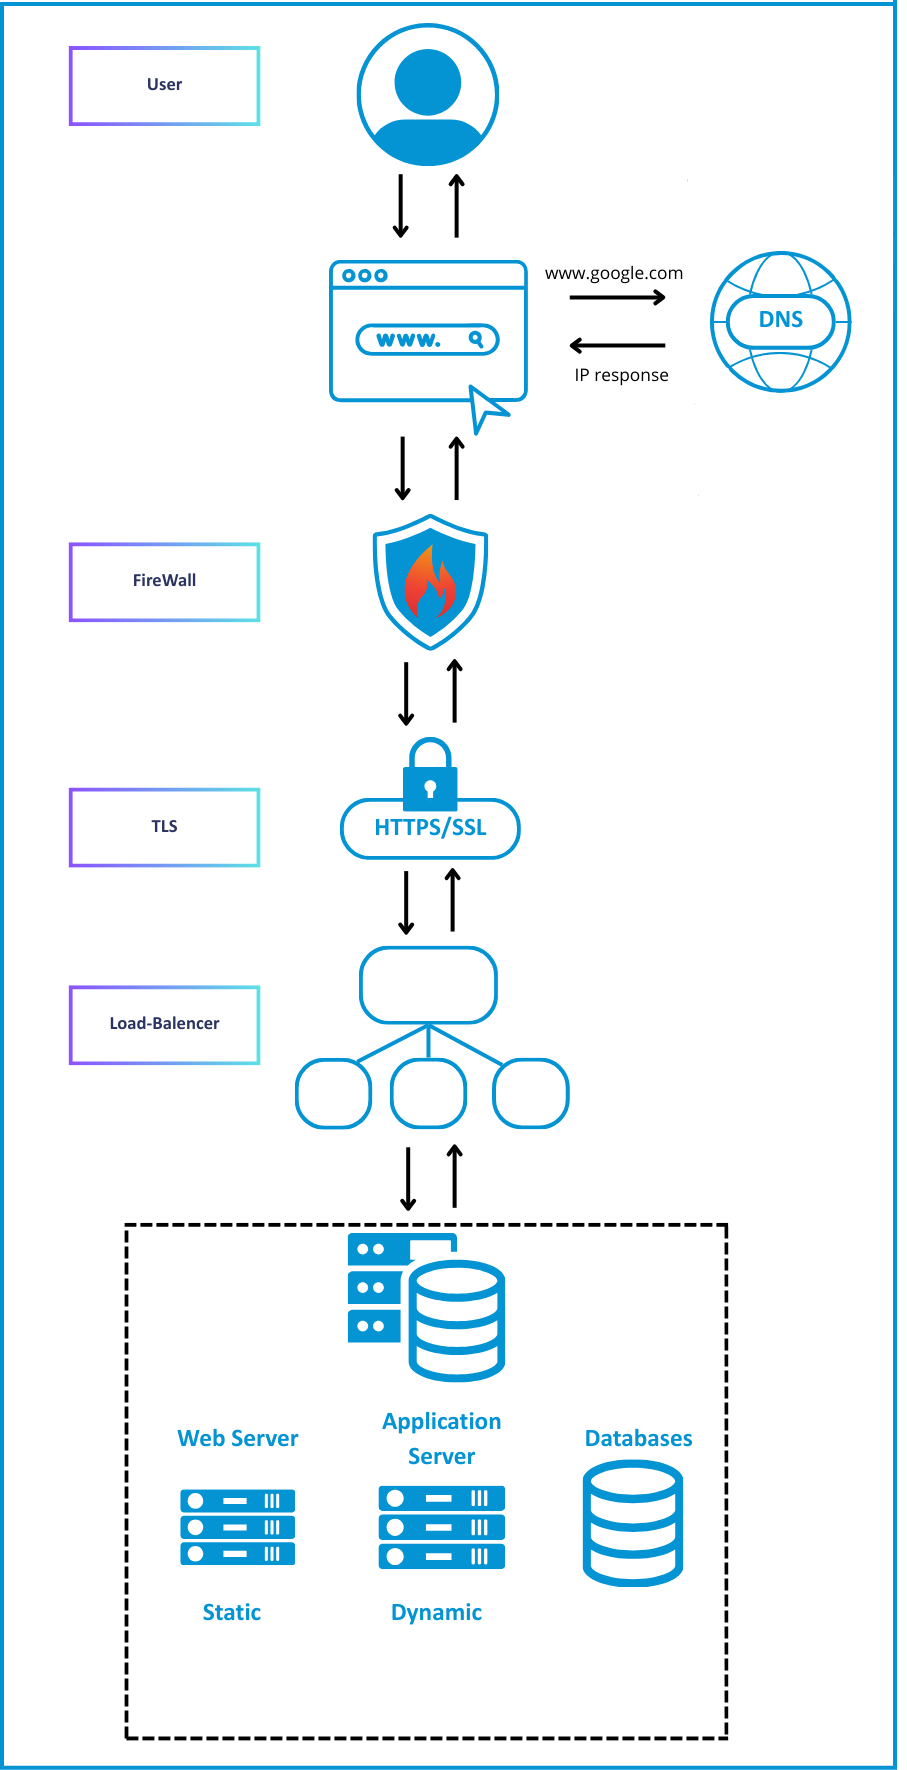 User
www.google.com
www.
DNS
IP response
FireWall
TLS
HTTPS/SSL
Load-Balencer
Web Server
Application
Server
Databases
Static
Dynamic